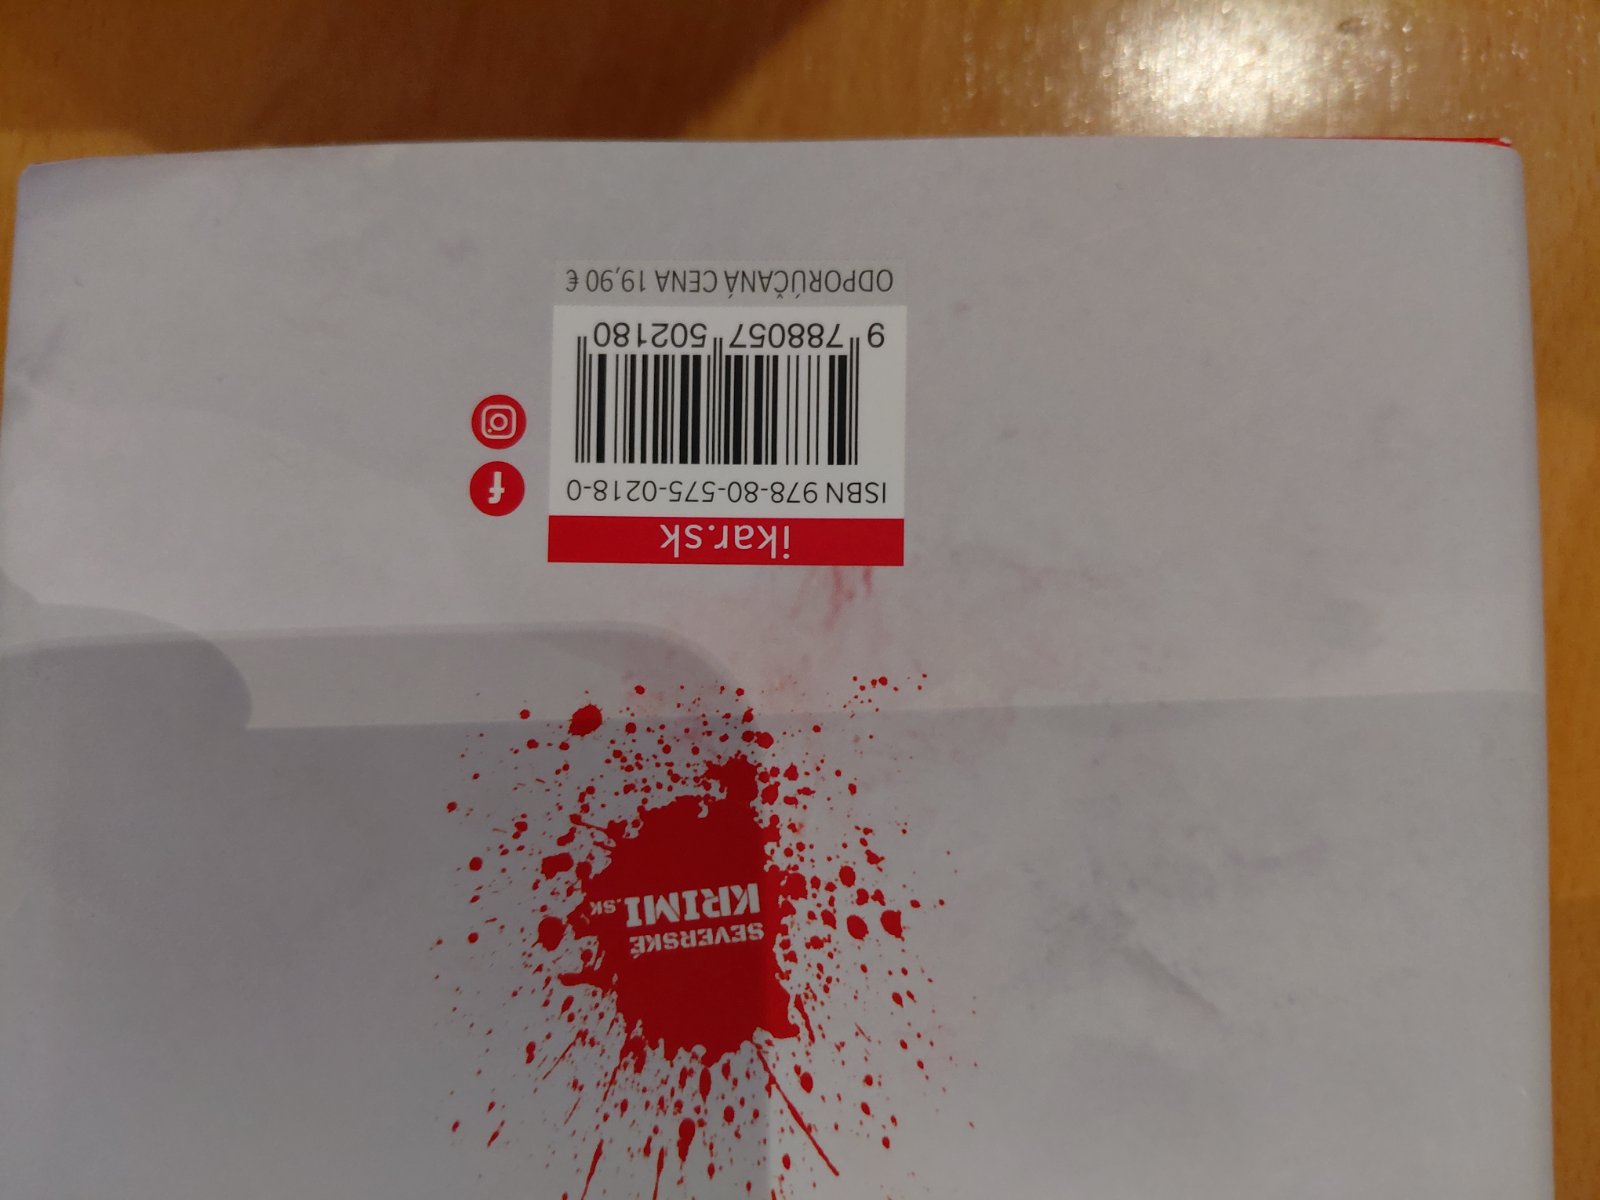 SEVERSKÉ
KRIMI.SK
ikar.sk
ISBN 978-80-575-0218-0
9 788057 502180
ODPORÚČANÁ CENA 19,90 €